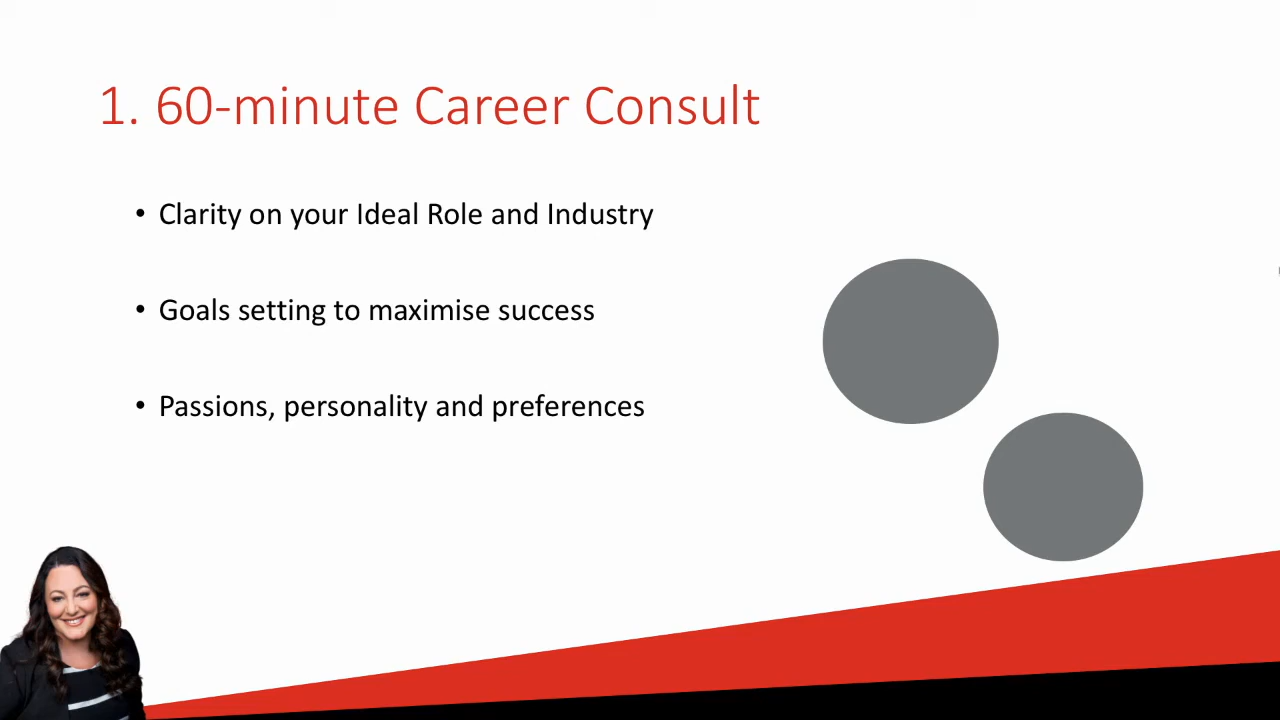 1. 60-minute Career Consult
• Clarity on your Ideal Role and Industry
• Goals setting to maximise success
• Passions, personality and preferences